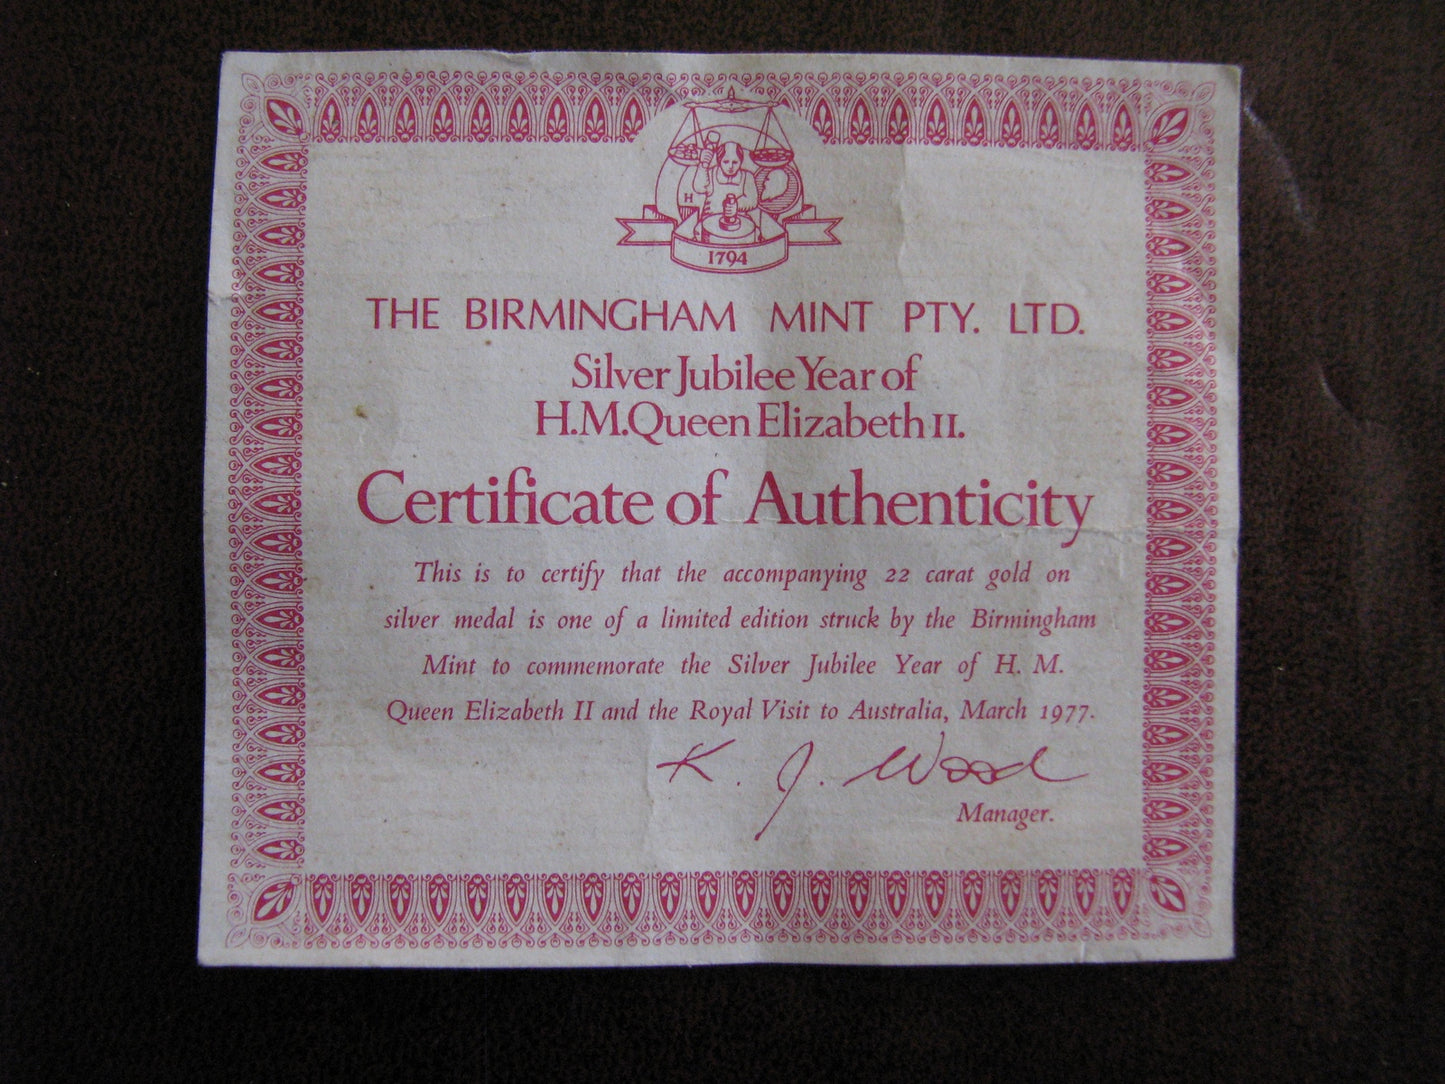 H
1794
THE BIRMINGHAM MINT PTY. LTD.
Silver Jubilee Year of
H.M.Queen Elizabeth II.
Certificate of Authenticity
This is to certify that the accompanying 22 carat gold on
silver medal is one of a limited edition struck by the Birmingham
Mint to commemorate the Silver Jubilee Year of H. M.
Queen Elizabeth II and the Royal Visit to Australia, March 1977.
K. J. Wood
Manager.